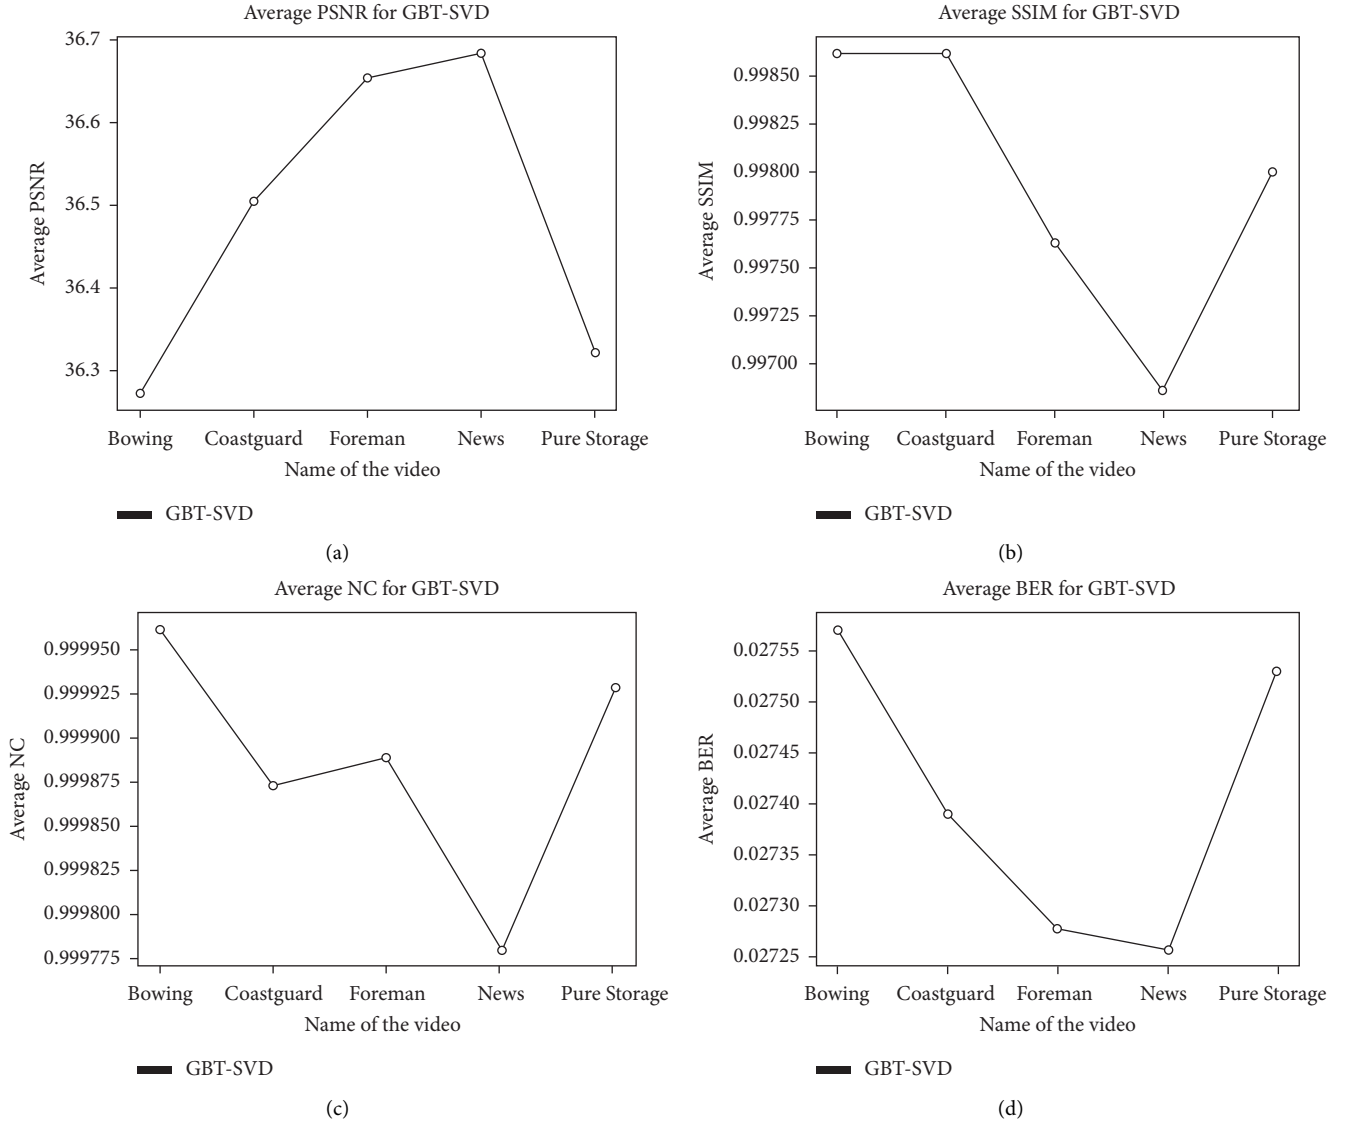 Average PSNR for GBT-SVD
36.7
36.6
36.5
36.4
36.3
Average PSNR
Bowing Coastguard Foreman News Pure Storage
Name of the video
GBT-SVD
(a)
Average SSIM for GBT-SVD
0.99850
0.99825
0.99800
0.99775
0.99750
0.99725
0.99700
Average SSIM
Bowing Coastguard Foreman News Pure Storage
Name of the video
GBT-SVD
(b)
Average NC for GBT-SVD
0.999950
0.999925
0.999900
0.999875
0.999850
0.999825
0.999800
0.999775
Average NC
Bowing Coastguard Foreman News Pure Storage
Name of the video
GBT-SVD
(c)
Average BER for GBT-SVD
0.02755
0.02750
0.02745
0.02740
0.02735
0.02730
0.02725
Average BER
Bowing Coastguard Foreman News Pure Storage
Name of the video
GBT-SVD
(d)